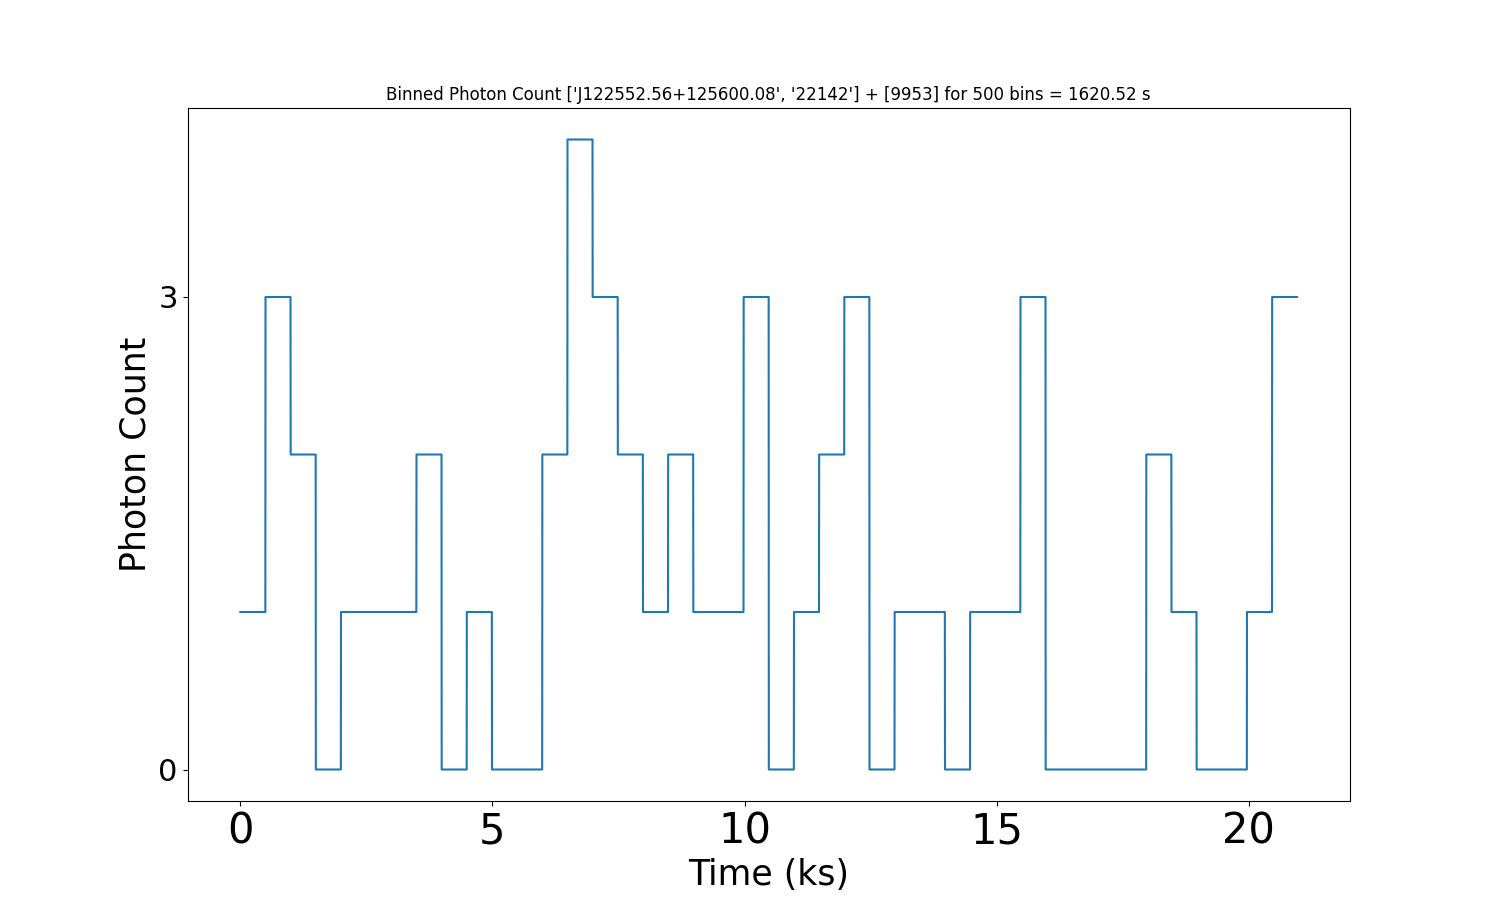 Binned Photon Count ['J122552.56+125600.08', '22142'] + [9953] for 500 bins = 1620.52 s
3
Photon Count
0
0 5 10 15 20
Time (ks)